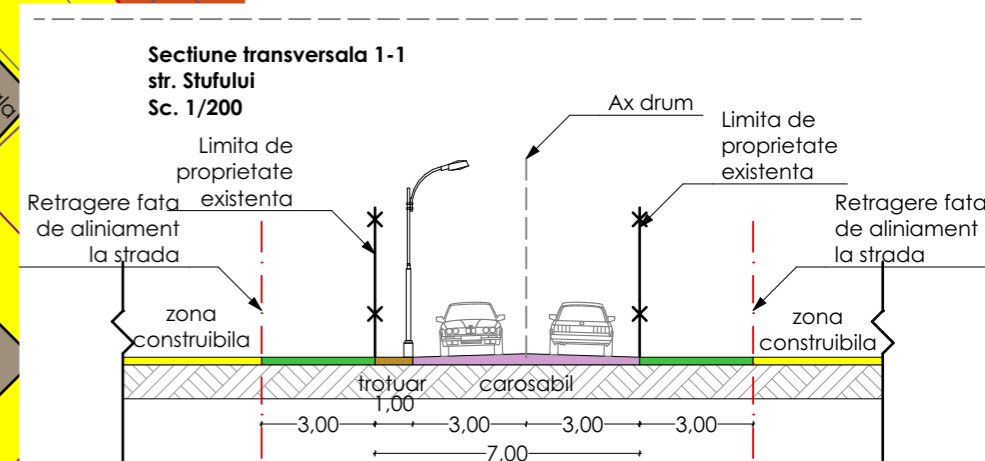 Sectiune transversala 1-1
str. Stufului
Sc. 1/200
Ax drum
Limita de
proprietate
existenta
Limita de
proprietate
existenta
Retragere fata
de aliniament
la strada
Retragere fata
de aliniament
la strada
zona
construibila
zona
construibila
trotuar
1,00
carosabil
3,00
3,00
3,00
3,00
7,00